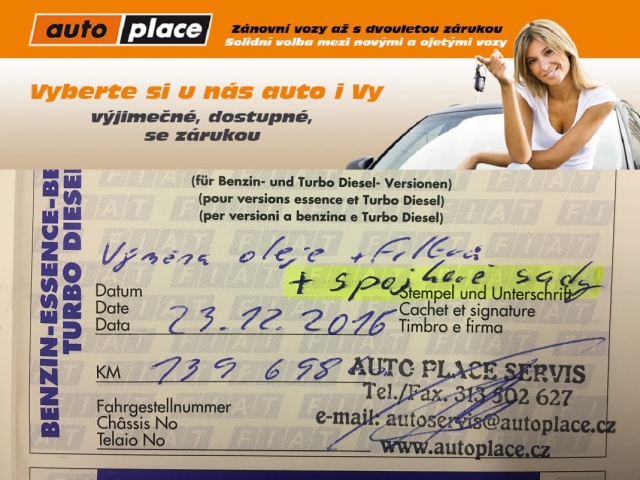 auto place
Zánovní vozy až s dvouletou zárukou
Solidní volba mezi novými a ojetými vozy
Vyberte si u nás auto i Vy
výjimečné, dostupné,
se zárukou
BENZIN-ESSENCE-BE
TURBO DIESEL
(für Benzin- und Turbo Diesel- Versionen)
(pour versions essence et Turbo Diesel)
(per versioni a benzina e Turbo Diesel)
Výměna oleje + Filtrů
+ spojkové sady
Datum
Date
Data
23.12.2016
Stempel und Unterschrift
Cachet et signature
Timbro e firma
KM
139 698
Fahrgestellnummer
Châssis No
Telaio No
AUTO PLACE SERVIS
Tel./Fax. 313 502 627
e-mail: autoservis@autoplace.cz
www.autoplace.cz